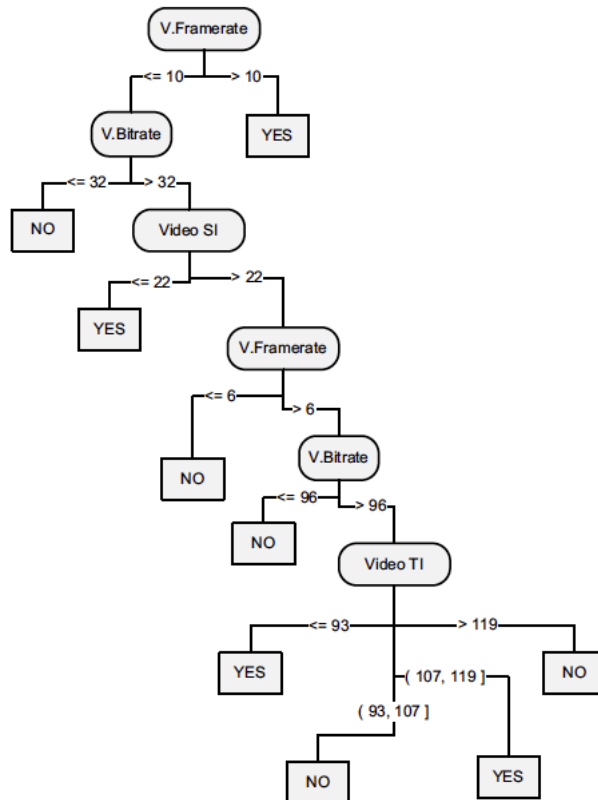 V.Framerate
<= 10 > 10
V.Bitrate
YES
<= 32 > 32
NO
Video SI
<= 22 > 22
YES
V.Framerate
<= 6 > 6
NO
V.Bitrate
<= 96 > 96
NO
Video TI
<= 93 > 119
YES
NO
( 107, 119 ]
( 93, 107 ]
NO
YES